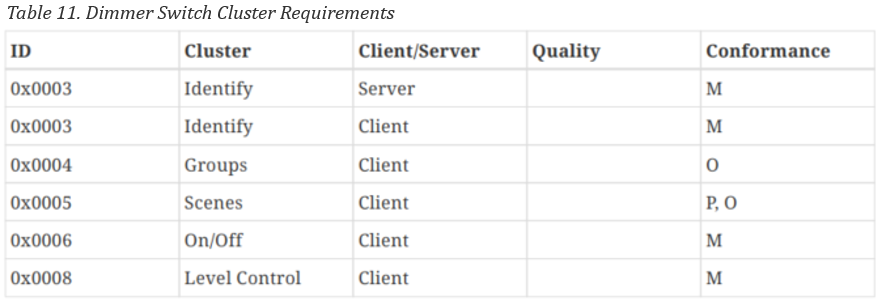 Table 11. Dimmer Switch Cluster Requirements
ID Cluster Client/Server Quality Conformance
0x0003 Identify Server M
0x0003 Identify Client M
0x0004 Groups Client O
0x0005 Scenes Client P, O
0x0006 On/Off Client M
0x0008 Level Control Client M